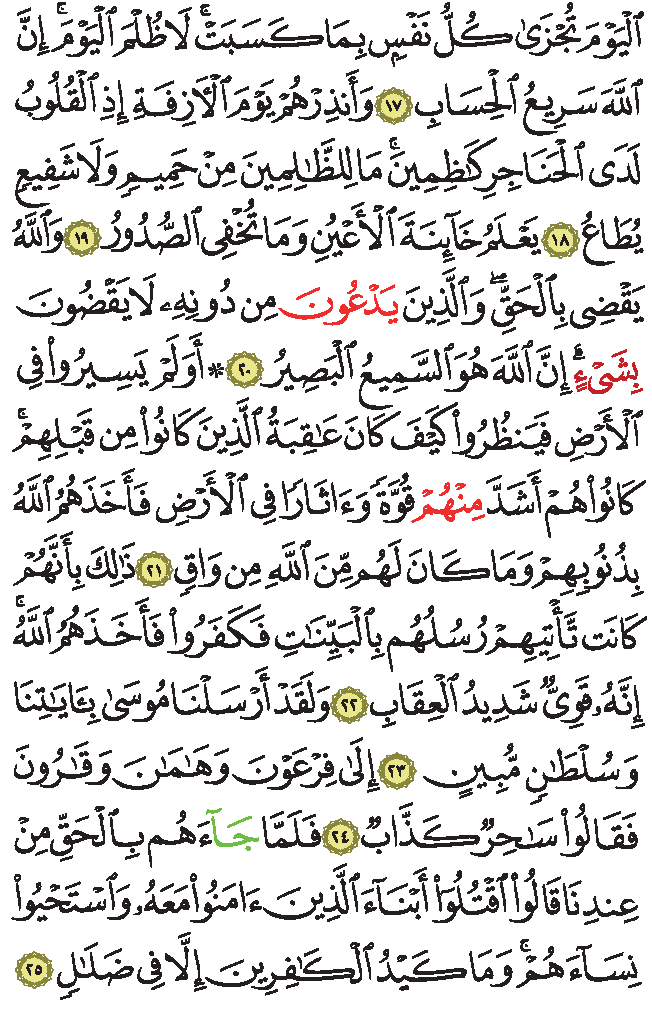 ٱلۡيَوۡمَ تُجۡزَىٰ كُلُّ نَفۡسِۭ بِمَا كَسَبَتۡۚ لَا ظُلۡمَ ٱلۡيَوۡمَۚ إِنَّ
ٱللَّهَ سَرِيعُ ٱلۡحِسَابِ ١٧ وَأَنذِرۡهُمۡ يَوۡمَ ٱلۡأٓزِفَةِ إِذِ ٱلۡقُلُوبُ
لَدَى ٱلۡحَنَاجِرِ كَٰظِمِينَۚ مَا لِلظَّٰلِمِينَ مِنۡ حَمِيمٖ وَلَا شَفِيعٖ
يُطَاعُ ١٨ يَعۡلَمُ خَآئِنَةَ ٱلۡأَعۡيُنِ وَمَا تُخۡفِي ٱلصُّدُورُ ١٩ وَٱللَّهُ
يَقۡضِي بِٱلۡحَقِّۖ وَٱلَّذِينَ يَدۡعُونَ مِن دُونِهِۦ لَا يَقۡضُونَ
بِشَيۡءٍۗ إِنَّ ٱللَّهَ هُوَ ٱلسَّمِيعُ ٱلۡبَصِيرُ ٢٠ * أَوَلَمۡ يَسِيرُواْ فِي
ٱلۡأَرۡضِ فَيَنظُرُواْ كَيۡفَ كَانَ عَٰقِبَةُ ٱلَّذِينَ كَانُواْ مِن قَبۡلِهِمۡۚ
كَانُواْ هُمۡ أَشَدَّ مِنۡهُمۡ قُوَّةٗ وَءَاثَارٗا فِي ٱلۡأَرۡضِ فَأَخَذَهُمُ ٱللَّهُ
بِذُنُوبِهِمۡ وَمَا كَانَ لَهُم مِّنَ ٱللَّهِ مِن وَاقٖ ٢١ ذَٰلِكَ بِأَنَّهُمۡ
كَانَت تَّأۡتِيهِمۡ رُسُلُهُم بِٱلۡبَيِّنَٰتِ فَكَفَرُواْ فَأَخَذَهُمُ ٱللَّهُۚ
إِنَّهُۥ قَوِيّٞ شَدِيدُ ٱلۡعِقَابِ ٢٢ وَلَقَدۡ أَرۡسَلۡنَا مُوسَىٰ بِـَٔايَٰتِنَا
وَسُلۡطَٰنٖ مُّبِينٍ ٢٣ إِلَىٰ فِرۡعَوۡنَ وَهَٰمَٰنَ وَقَٰرُونَ
فَقَالُواْ سَٰحِرٞ كَذَّابٞ ٢٤ فَلَمَّا جَآءَهُم بِٱلۡحَقِّ مِنۡ
عِندِنَا قَالُواْ ٱقۡتُلُوٓاْ أَبۡنَآءَ ٱلَّذِينَ ءَامَنُواْ مَعَهُۥ وَٱسۡتَحۡيُواْ
نِسَآءَهُمۡۚ وَمَا كَيۡدُ ٱلۡكَٰفِرِينَ إِلَّا فِي ضَلَٰلٖ ٢٥